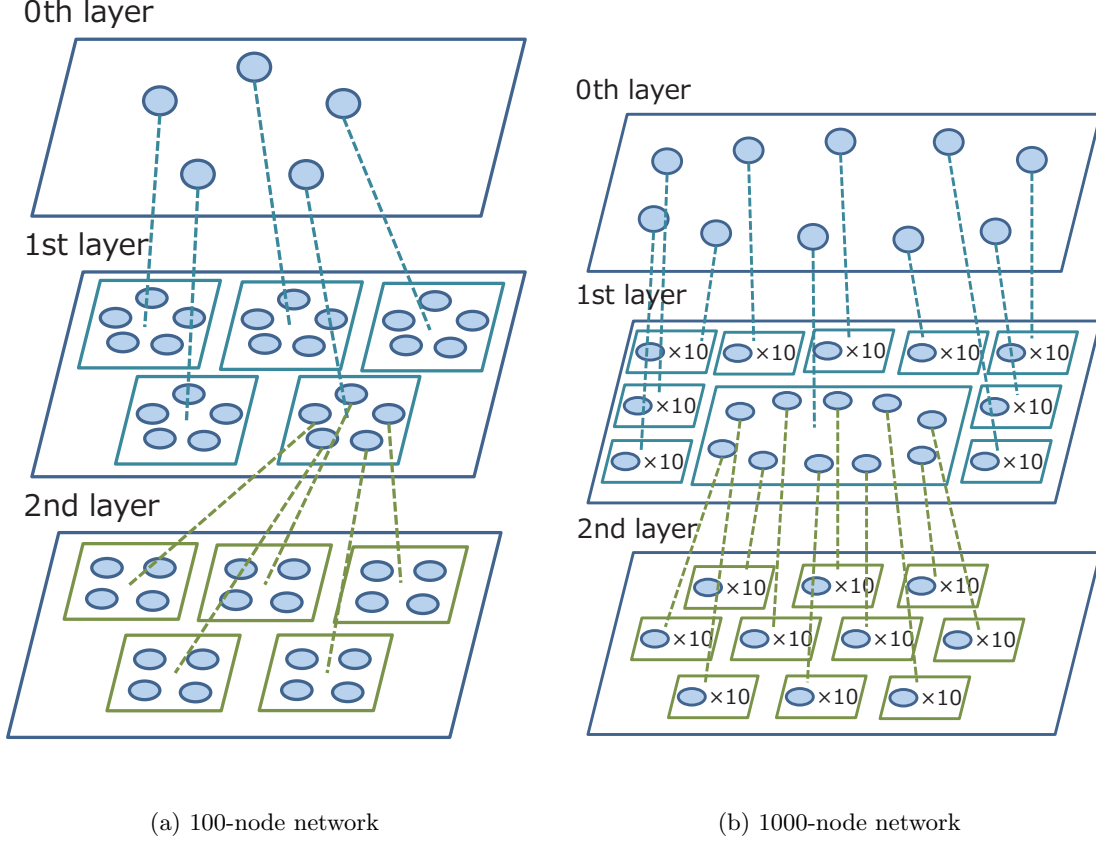 0th layer
1st layer
2nd layer
(a) 100-node network
0th layer
1st layer
×10 ×10 ×10 ×10 ×10
×10 ×10
×10 ×10
2nd layer
×10 ×10 ×10
×10 ×10 ×10 ×10
×10 ×10 ×10
(b) 1000-node network